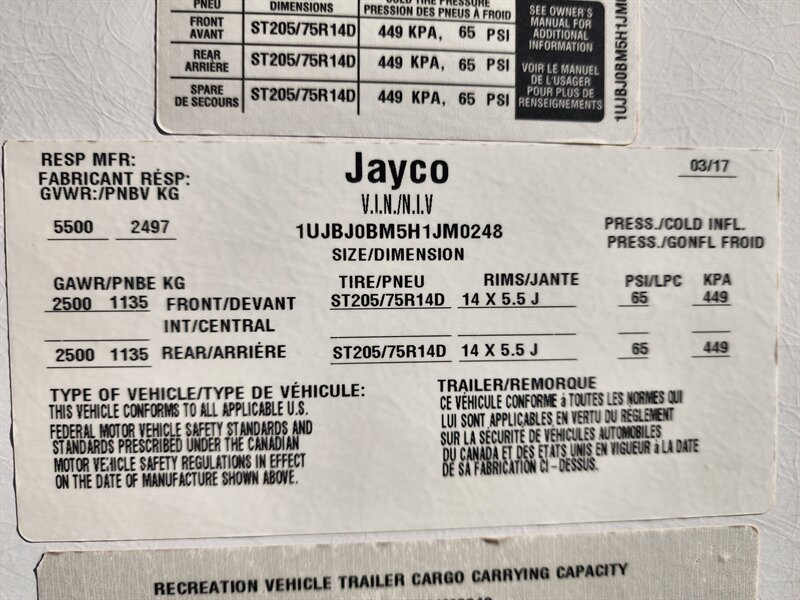 PNEU DIMENSIONS COLD TIRE PRESSURE
PRESSION DES PNEUS À FROID
FRONT
AVANT ST205/75R14D 449 KPA, 65 PSI
REAR
ARRIÈRE ST205/75R14D 449 KPA, 65 PSI
SPARE
DE SECOURS ST205/75R14D 449 KPA, 65 PSI
SEE OWNER'S
MANUAL FOR
ADDITIONAL
INFORMATION
VOIR LE MANUEL
DE L'USAGER
POUR PLUS DE
RENSEIGNEMENTS
1UJBJ0BM5H1JM
RESP MFR:
FABRICANT RÉSP:
GVWR:/PNBV KG
5500 2497
Jayco
V.I.N./N.I.V
1UJBJ0BM5H1JM0248
SIZE/DIMENSION
03/17
PRESS./COLD INFL.
PRESS./GONFL FROID
GAWR/PNBE KG TIRE/PNEU RIMS/JANTE PSI/LPC KPA
2500 1135 FRONT/DEVANT ST205/75R14D 14 X 5.5 J 65 449
INT/CENTRAL
2500 1135 REAR/ARRIÉRE ST205/75R14D 14 X 5.5 J 65 449
TYPE OF VEHICLE/TYPE DE VÉHICULE:
THIS VEHICLE CONFORMS TO ALL APPLICABLE U.S.
FEDERAL MOTOR VEHICLE SAFETY STANDARDS AND
STANDARDS PRESCRIBED UNDER THE CANADIAN
MOTOR VEHICLE SAFETY REGULATIONS IN EFFECT
ON THE DATE OF MANUFACTURE SHOWN ABOVE.
TRAILER/REMORQUE
CE VÉHICULE CONFORME à TOUTES LES NORMES QUI
LUI SONT APPLICABLES EN VERTU DU REGLEMENT
SUR LA SÉCURITÉ DE VÉHICULES AUTOMOBILES
DU CANADA ET DES ETATS UNIS EN VIGUEUR à LA DATE
DE SA FABRICATION CI-DESSUS.
RECREATION VEHICLE TRAILER CARGO CARRYING CAPACITY